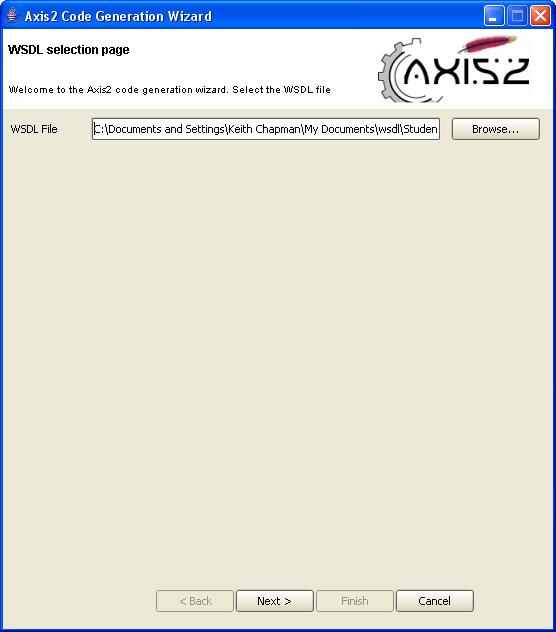 Axis2 Code Generation Wizard
WSDL selection page
Welcome to the Axis2 code generation wizard. Select the WSDL file
AXIS2
WSDL File
C:\Documents and Settings\Keith Chapman\My Documents\wsdl\Studen
Browse...
< Back
Next >
Finish
Cancel